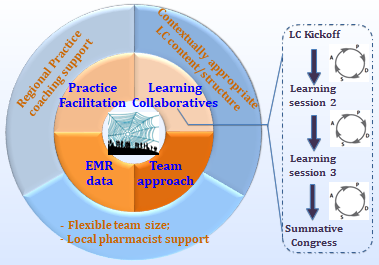 Regional Practice
coaching support
Contextually appropriate
LC content/structure
Practice
Facilitation
Learning
Collaboratives
EMR
data
Team
approach
- Flexible team size;
- Local pharmacist support
LC Kickoff
A P
S D
Learning
session 2
A P
S D
Learning
session 3
A P
S D
Summative
Congress